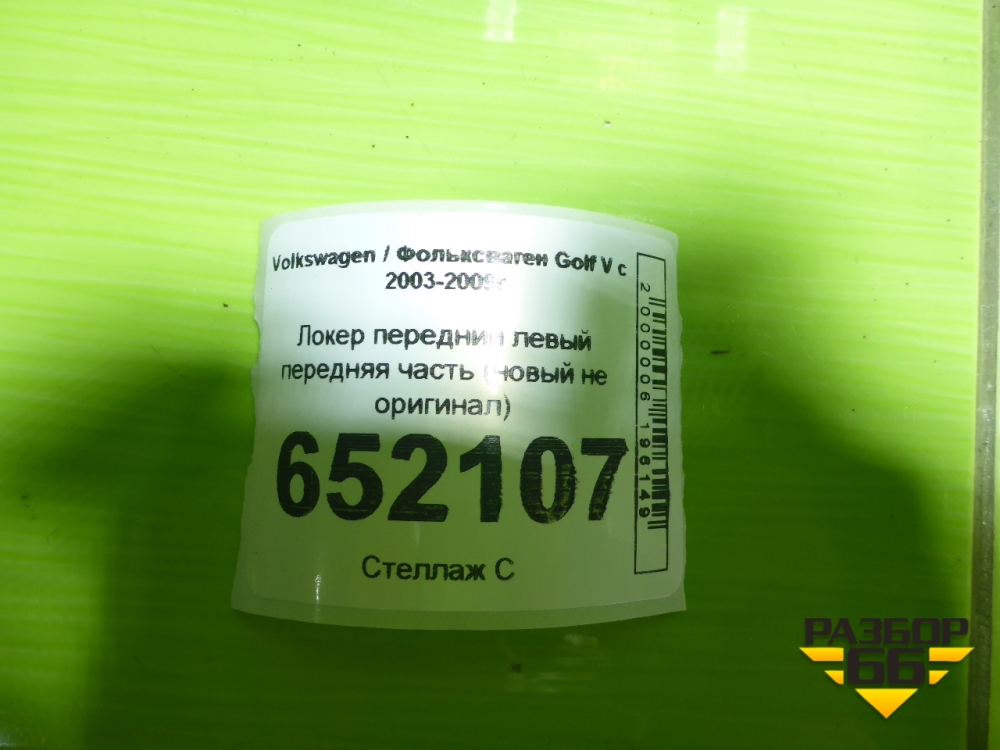 Volkswagen / Фольксваген Golf V с
2003-2009г
Локер передний левый
передняя часть (новый не
оригинал)
652107
Стеллаж С
2000006196149
РАЗБОР
66